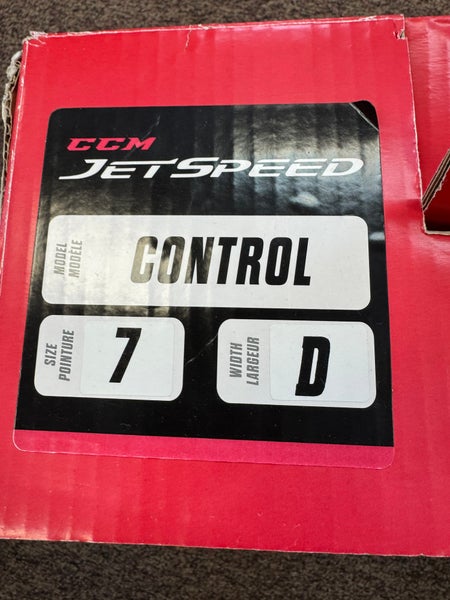 CCM
JETSPEED
MODEL
MODÈLE
CONTROL
SIZE
POINTURE
7
WIDTH
LARGEUR
D